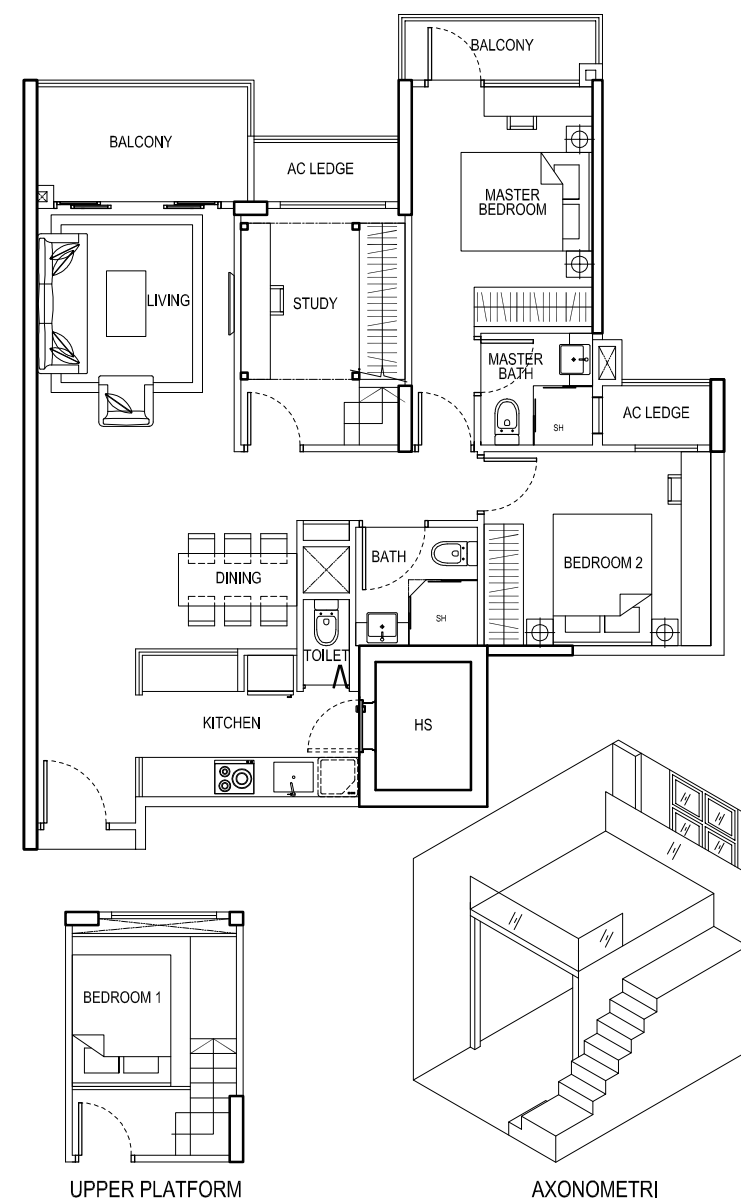 BALCONY
BALCONY
AC LEDGE
MASTER
BEDROOM
LIVING
STUDY
MASTER
BATH
AC LEDGE
SH
BATH
BEDROOM 2
DINING
SH
TOILET
KITCHEN
HS
BEDROOM 1
UPPER PLATFORM
AXONOMETRI